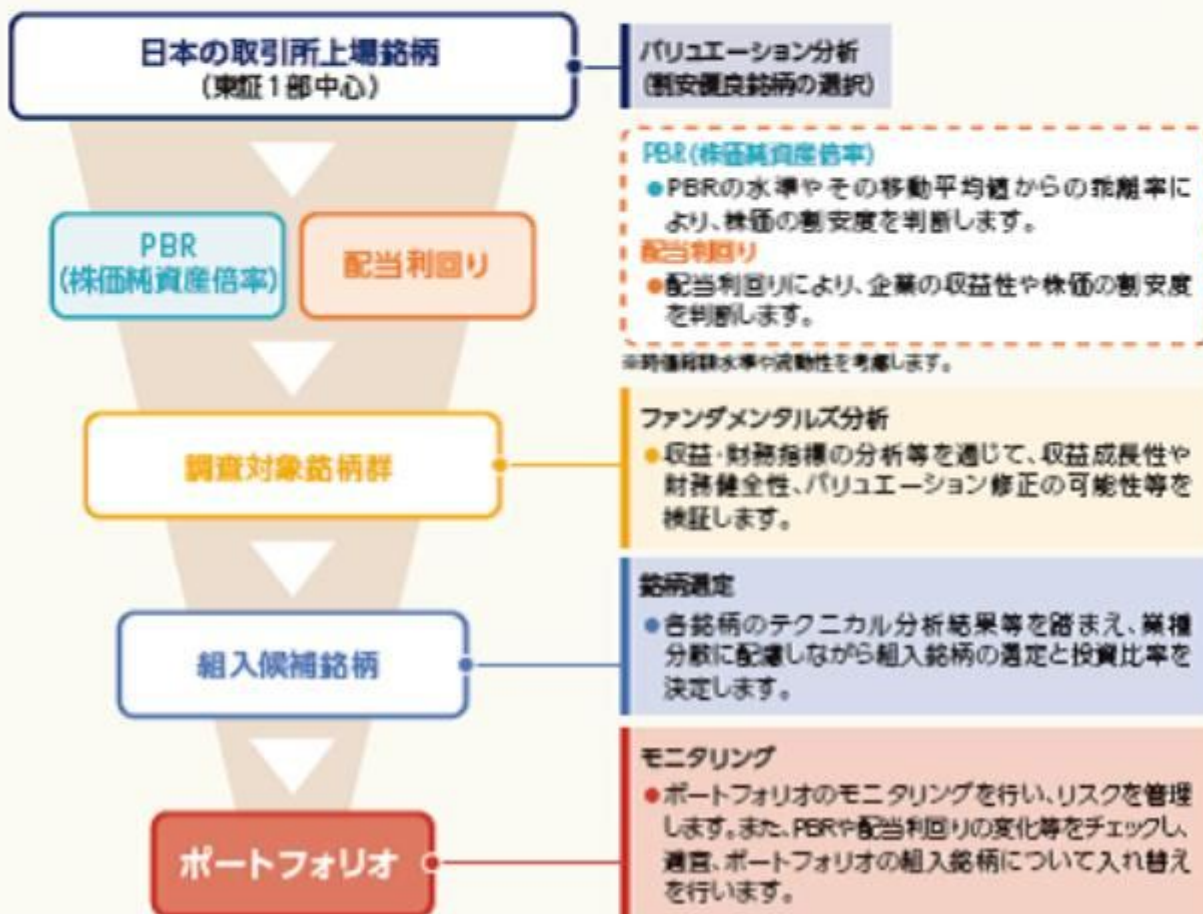 日本の取引所上場銘柄
(東証1部中心)
バリュエーション分析
(割安優良銘柄の選択)
PBR
(株価純資産倍率)
配当利回り
PBR(株価純資産倍率)
●PBRの水準やその移動平均値からの乖離率に
より、株価の割安度を判断します。
配当利回り
●配当利回りにより、企業の収益性や株価の割安度
を判断します。
※時価総額水準や流動性を考慮します。
調査対象銘柄群
ファンダメンタルズ分析
●収益・財務指標の分析等を通じて、収益成長性や
財務健全性、バリュエーション修正の可能性等を
検証します。
組入候補銘柄
銘柄選定
●各銘柄のテクニカル分析結果等を踏まえ、業種
分散に配慮しながら組入銘柄の選定と投資比率を
決定します。
ポートフォリオ
モニタリング
●ポートフォリオのモニタリングを行い、リスクを管理
します。また、PBRや配当利回りの変化等をチェックし、
適宜、ポートフォリオの組入銘柄について入れ替え
を行います。